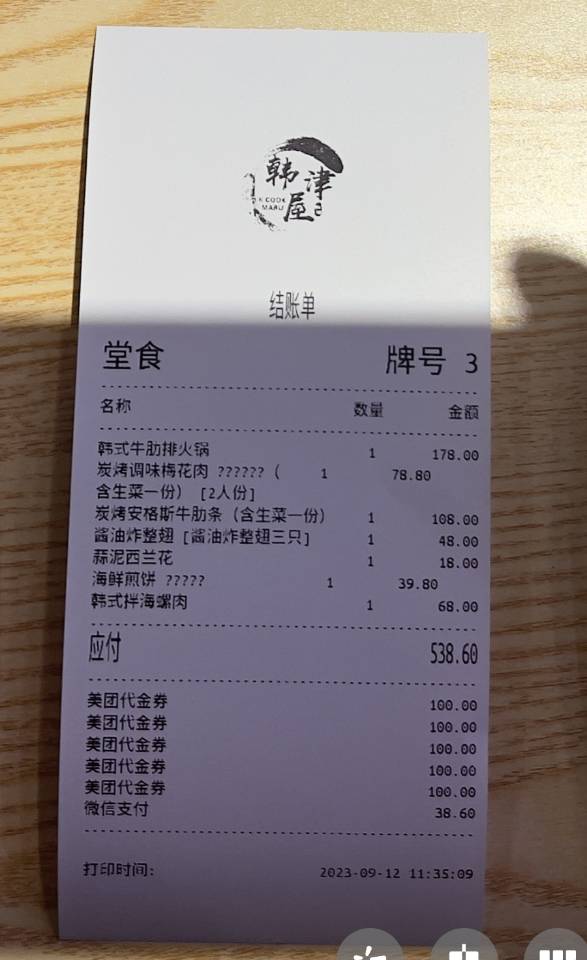 韩津屋
K COOK
MARU
结账单
堂食 牌号 3
名称 数量 金额
韩式牛肋排火锅 1 178.00
炭烤调味梅花肉 ?????? ( 1 78.80
含生菜一份) [2人份]
炭烤安格斯牛肋条 (含生菜一份) 1 108.00
酱油炸整翅 [酱油炸整翅三只] 1 48.00
蒜泥西兰花 1 18.00
海鲜煎饼 ????? 1 39.80
韩式拌海螺肉 1 68.00
应付 538.60
美团代金券 100.00
美团代金券 100.00
美团代金券 100.00
美团代金券 100.00
美团代金券 100.00
微信支付 38.60
打印时间: 2023-09-12 11:35:09